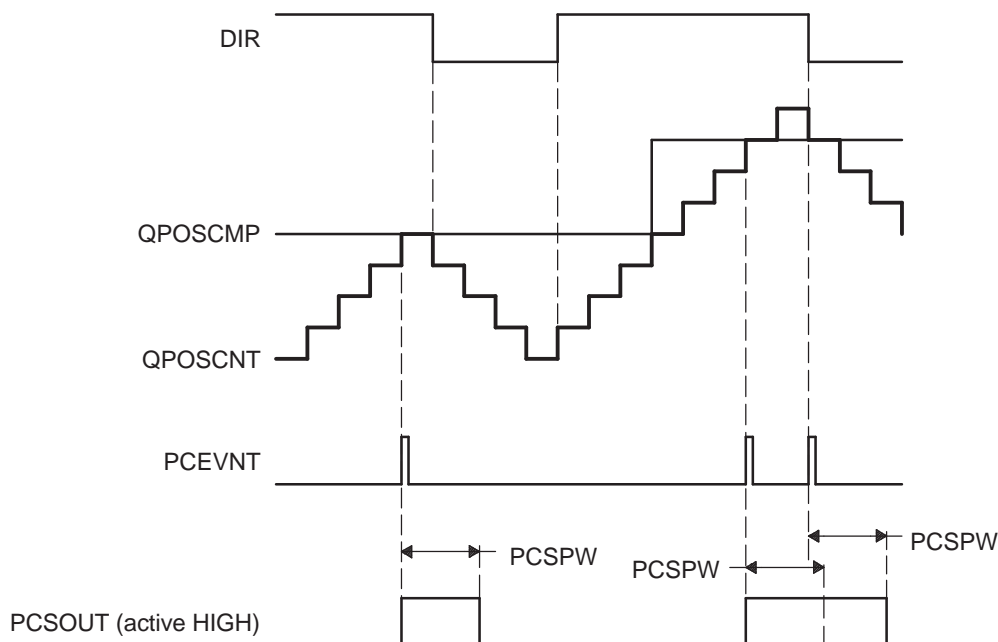 DIR
QPOSCMP
QPOSCNT
PCEVNT
PCSPW
PCSPW
PCSPW
PCSOUT (active HIGH)